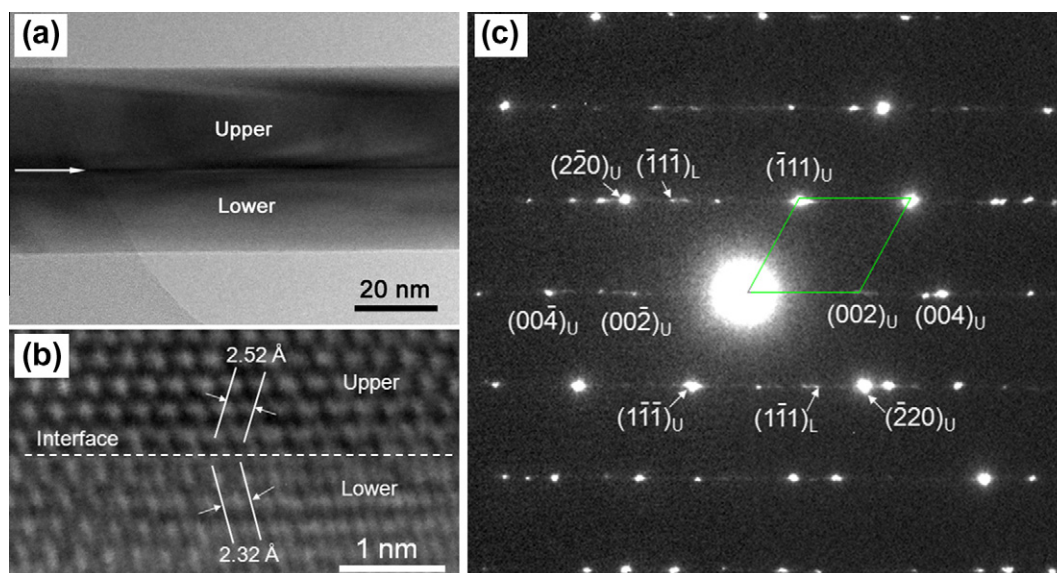 (a)
Upper
Lower
20 nm
(b)
2.52 Å
Upper
Interface
Lower
2.32 Å
1 nm
(c)
(22̄0)U
(1̄11̄)L
(1̄11)U
(004̄)U
(002̄)U
(002)U
(004)U
(11̄1̄)U
(11̄1)L
(2̄20)U